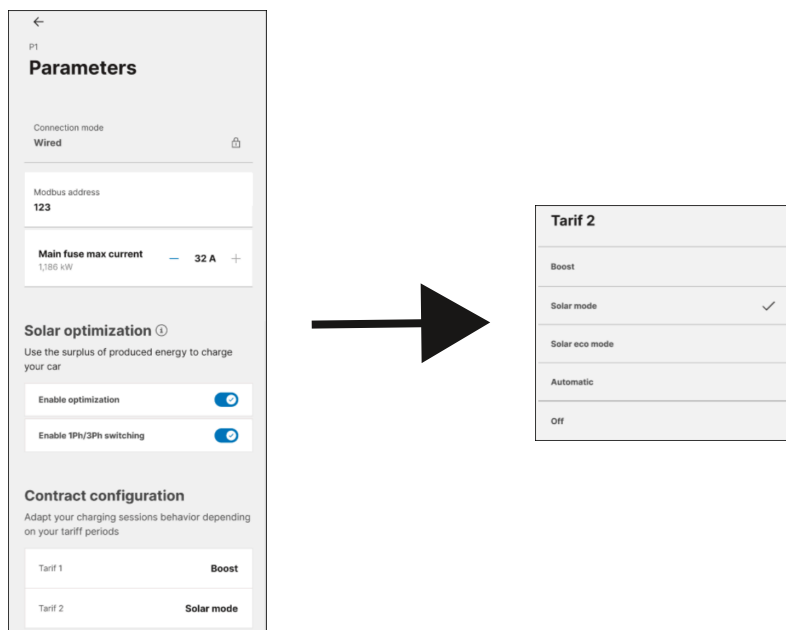 P1
Parameters
Connection mode
Wired
Modbus address
123
Main fuse max current
1,186 kW
32 A
Solar optimization
Use the surplus of produced energy to charge
your car
Enable optimization
Enable 1Ph/3Ph switching
Contract configuration
Adapt your charging sessions behavior depending
on your tariff periods
Tarif 1 Boost
Tarif 2 Solar mode
Tarif 2
Boost
Solar mode
Solar eco mode
Automatic
Off